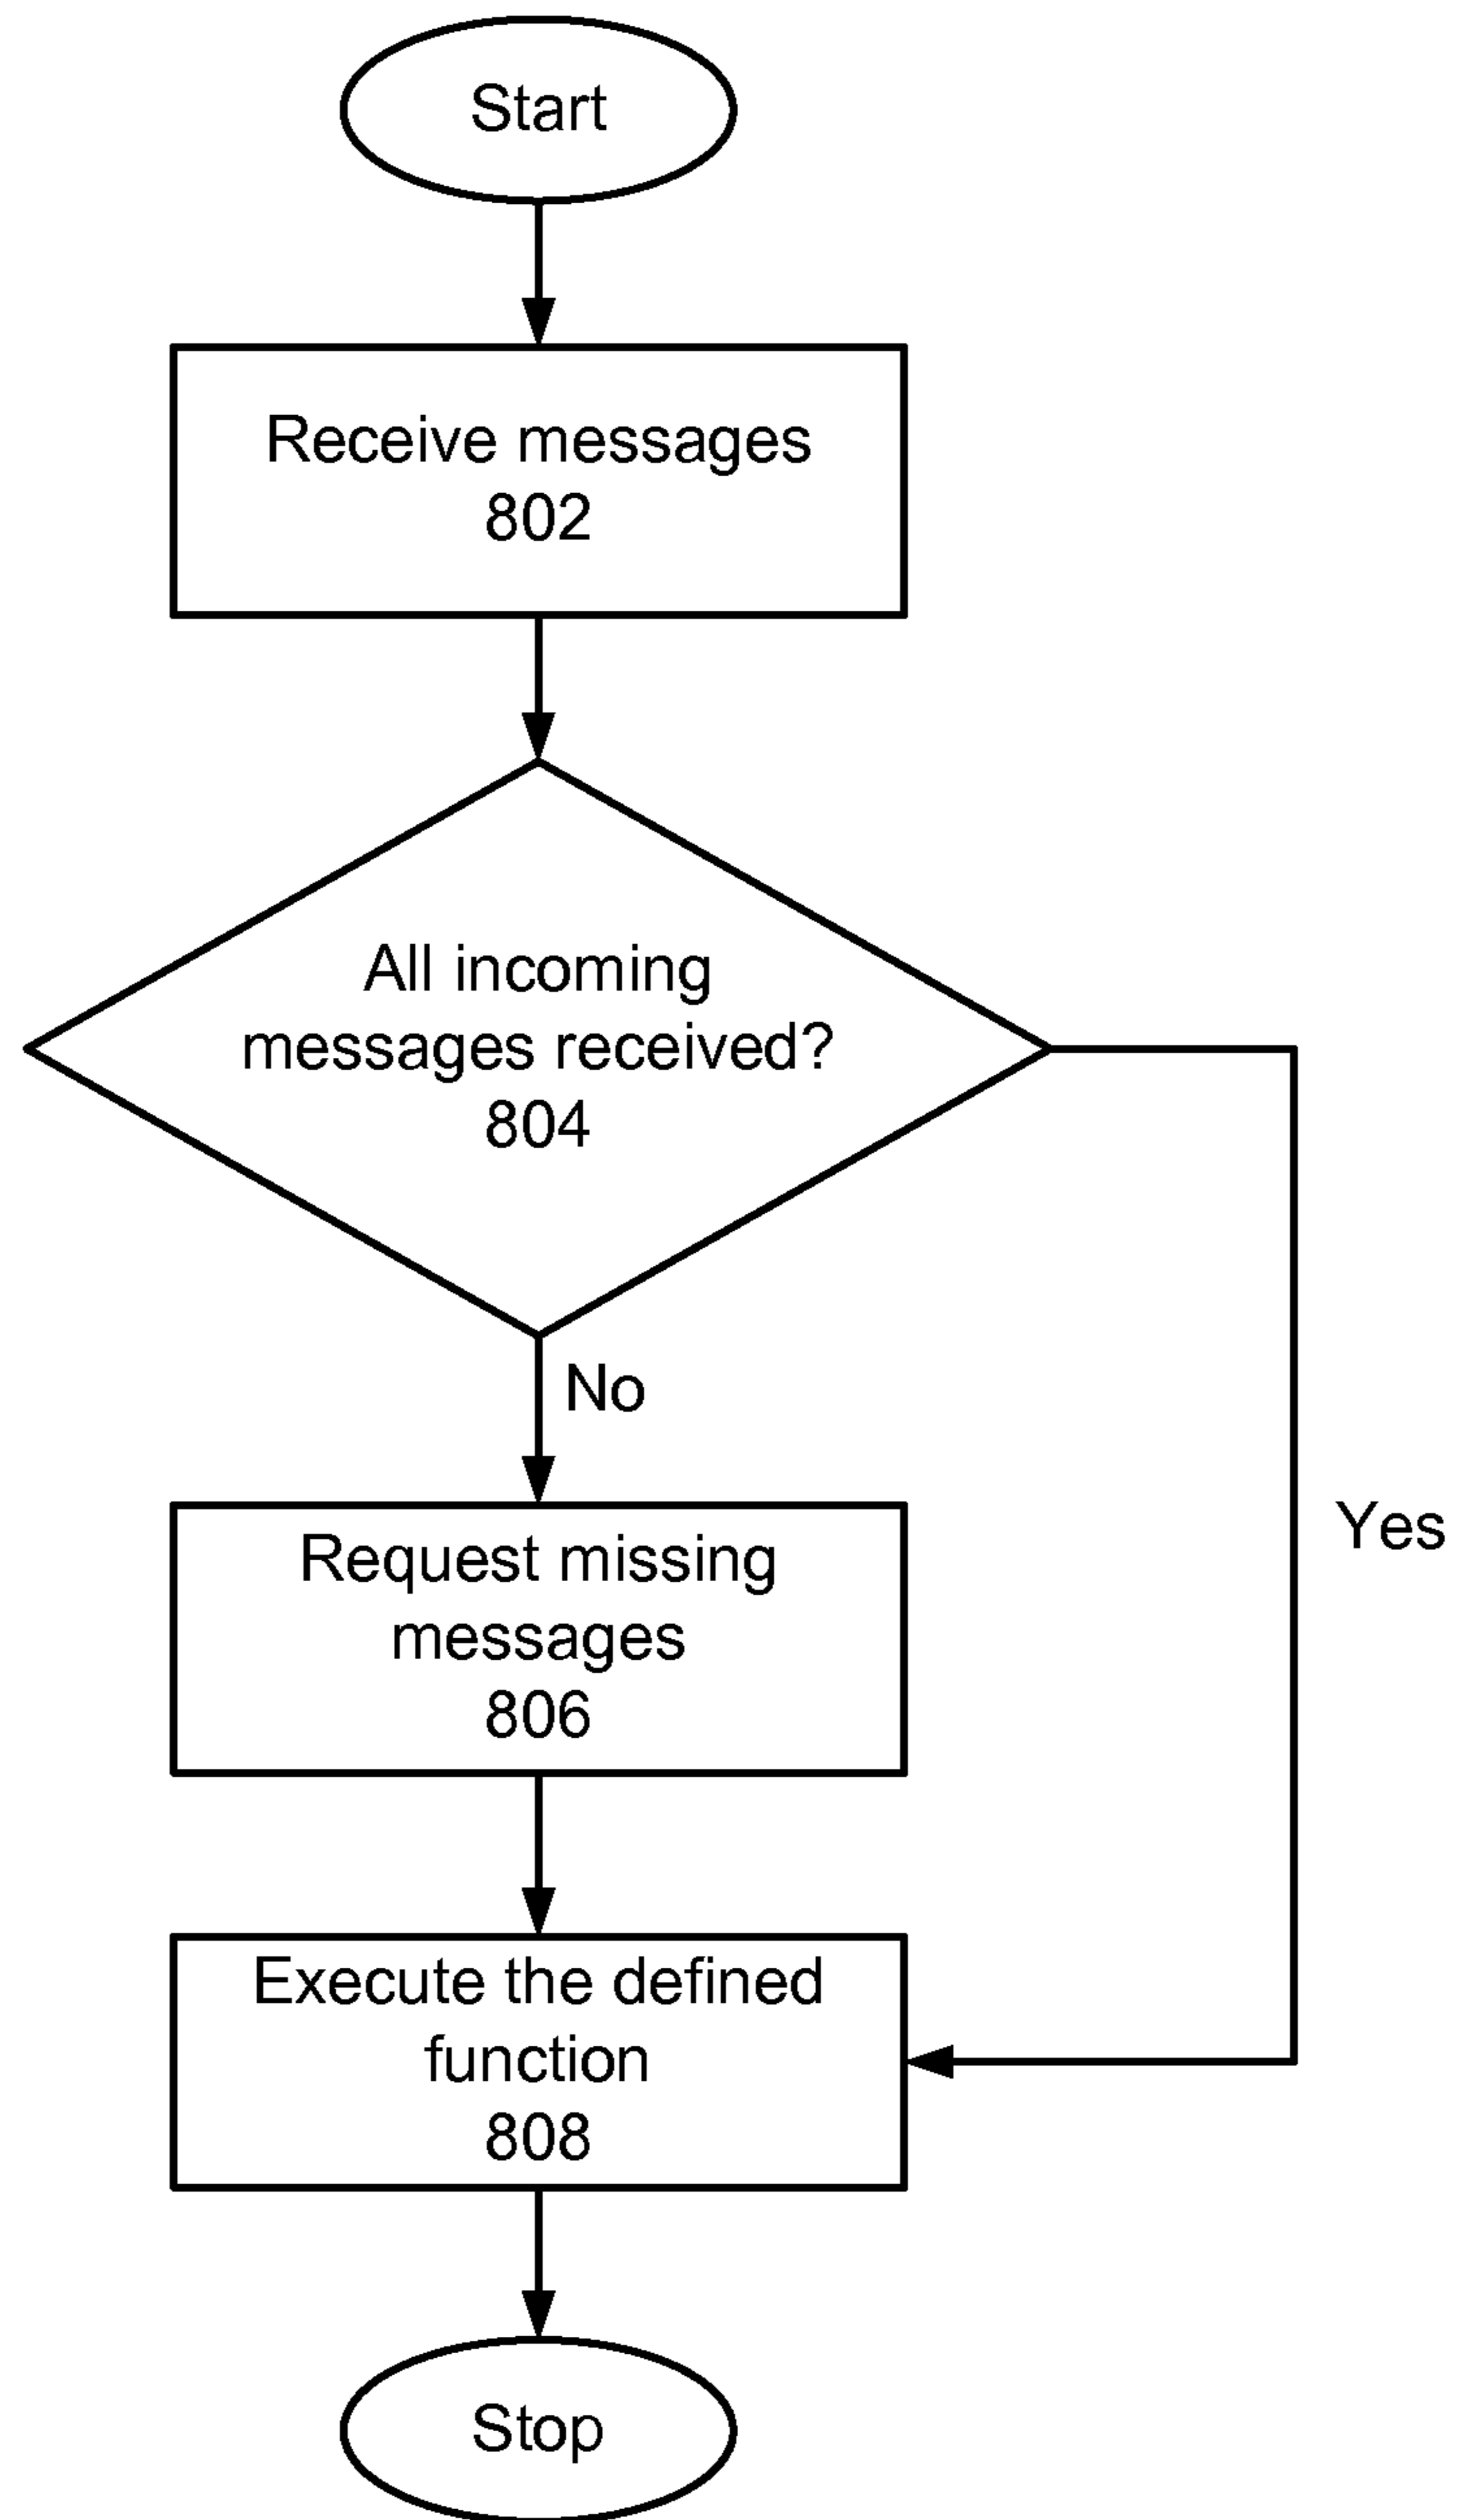 Start
Receive messages
802
All incoming
messages received?
804
No
Yes
Request missing
messages
806
Execute the defined
function
808
Stop